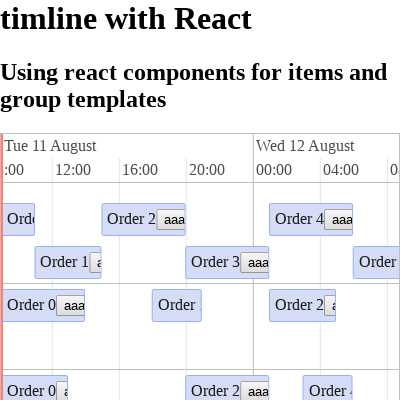 timline with React
Using react components for items and
group templates
Tue 11 August Wed 12 August
:00 12:00 16:00 20:00 00:00 04:00
Order 2 aaa Order 4 aaa
Order 1 Order 3 aaa Order
Order 0 aaa Order Order 2
Order 0 Order 2 aaa Order